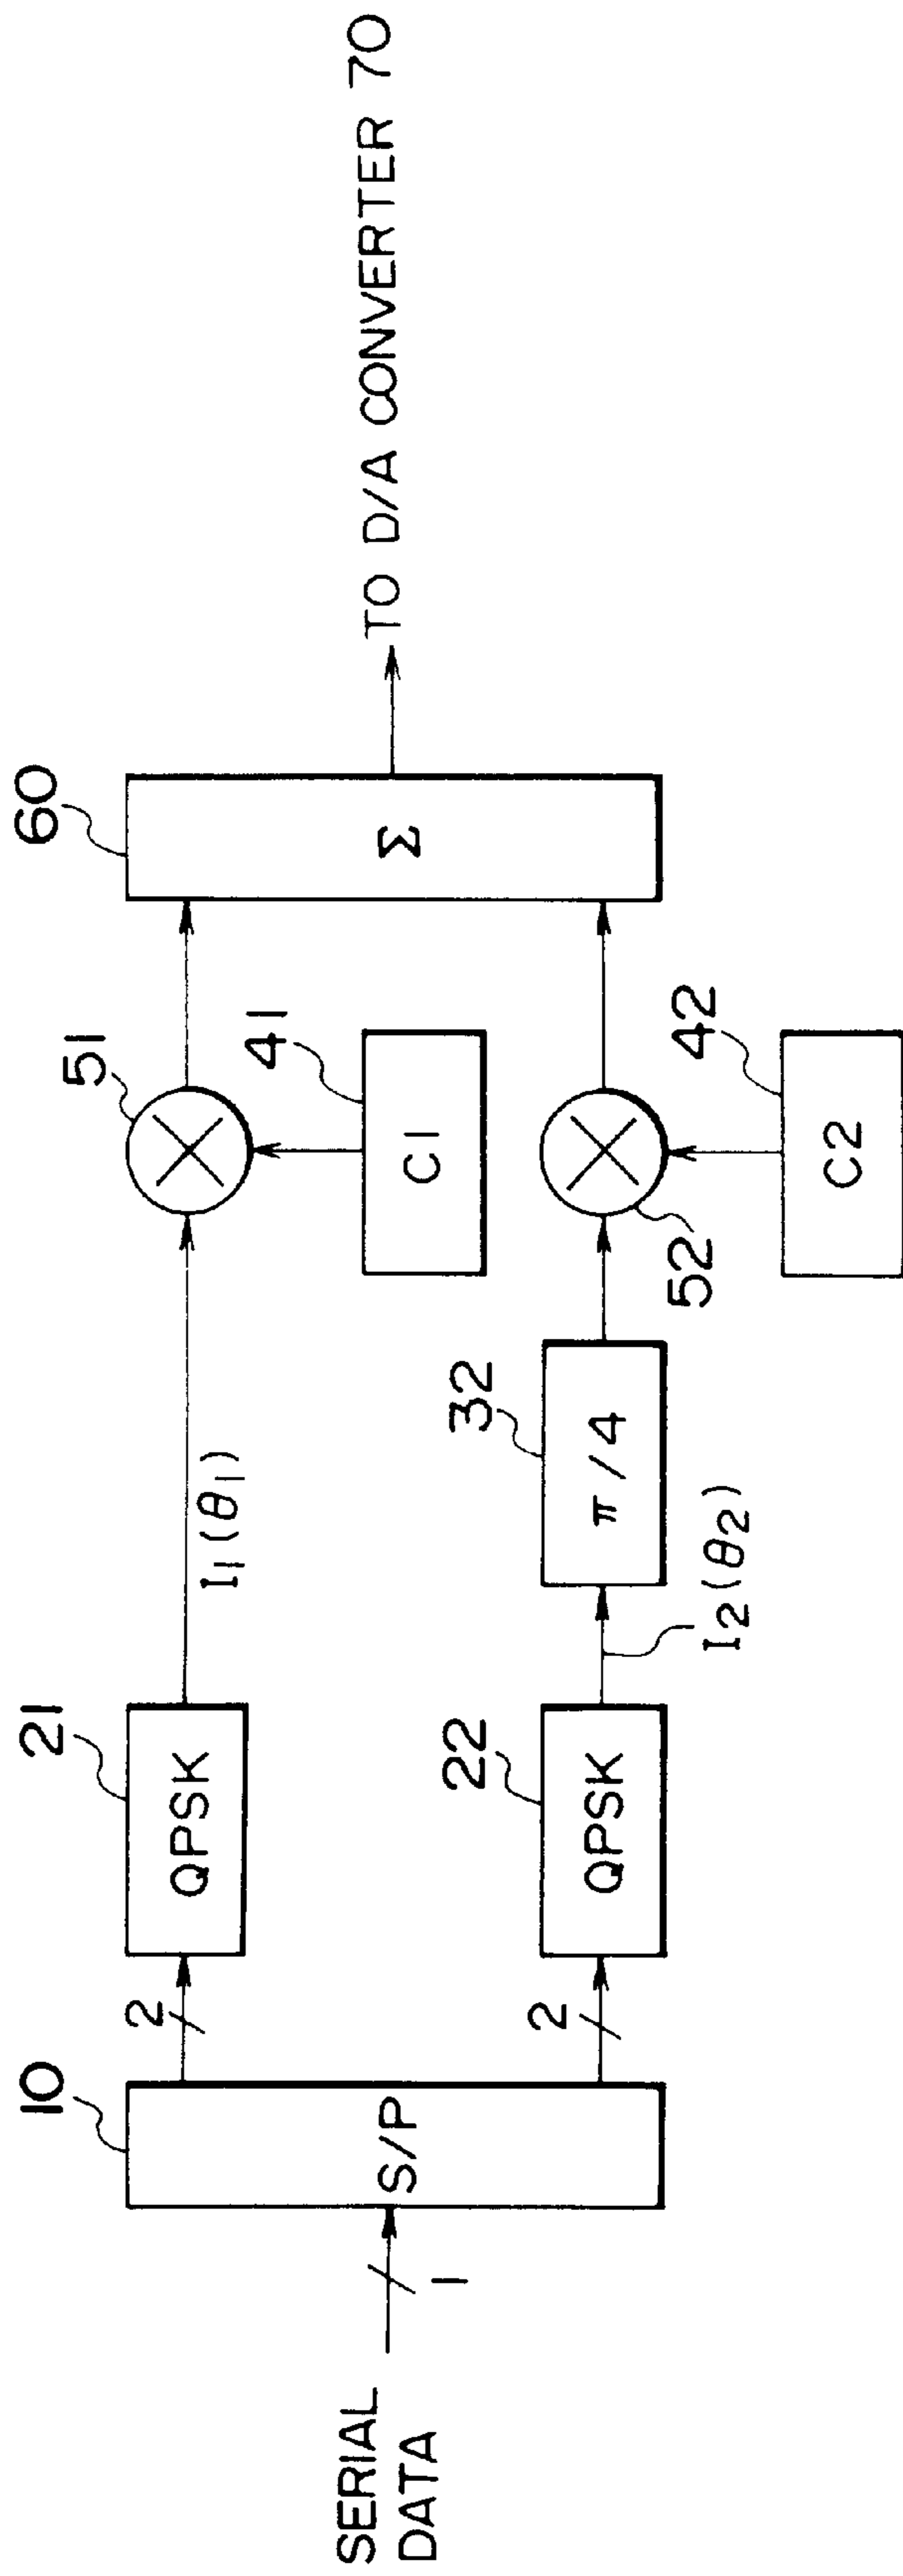 SERIAL
DATA
1
10
S/P
2
21
QPSK
I1(θ1)
51
41
C1
60
Σ
TO D/A CONVERTER 70
2
22
QPSK
I2(θ2)
32
π/4
52
42
C2